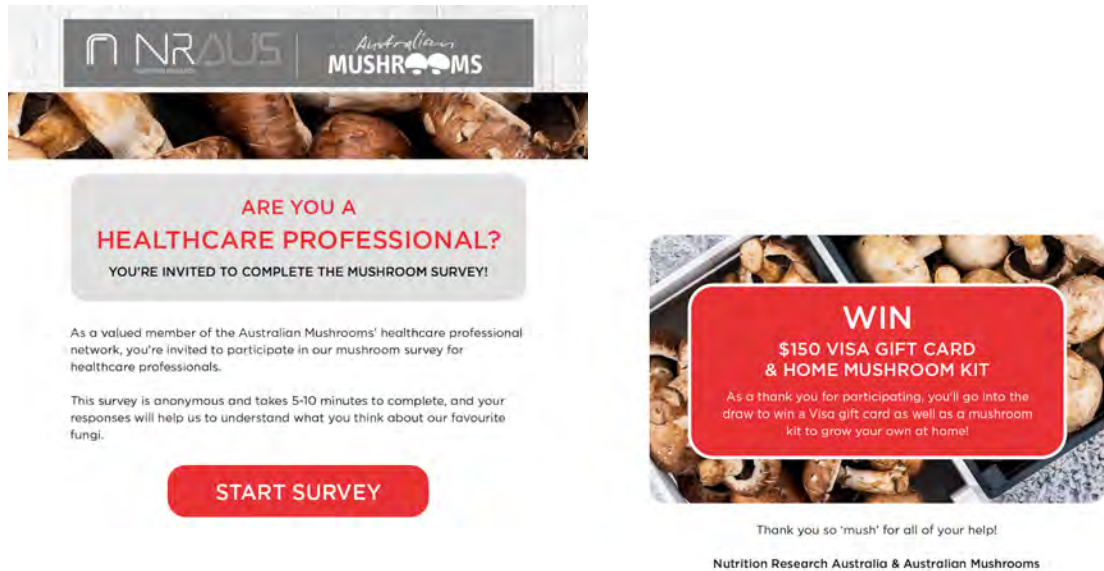 NRAUS
Australian
MUSHROOMS
ARE YOU A
HEALTHCARE PROFESSIONAL?
YOU'RE INVITED TO COMPLETE THE MUSHROOM SURVEY!
As a valued member of the Australian Mushrooms' healthcare professional
network, you're invited to participate in our mushroom survey for
healthcare professionals.
This survey is anonymous and takes 5-10 minutes to complete, and your
responses will help us to understand what you think about our favourite
fungi.
START SURVEY
WIN
$150 VISA GIFT CARD
& HOME MUSHROOM KIT
As a thank you for participating, you'll go into the
draw to win a Visa gift card as well as a mushroom
kit to grow your own at home!
Thank you so 'mush' for all of your help!
Nutrition Research Australia & Australian Mushrooms